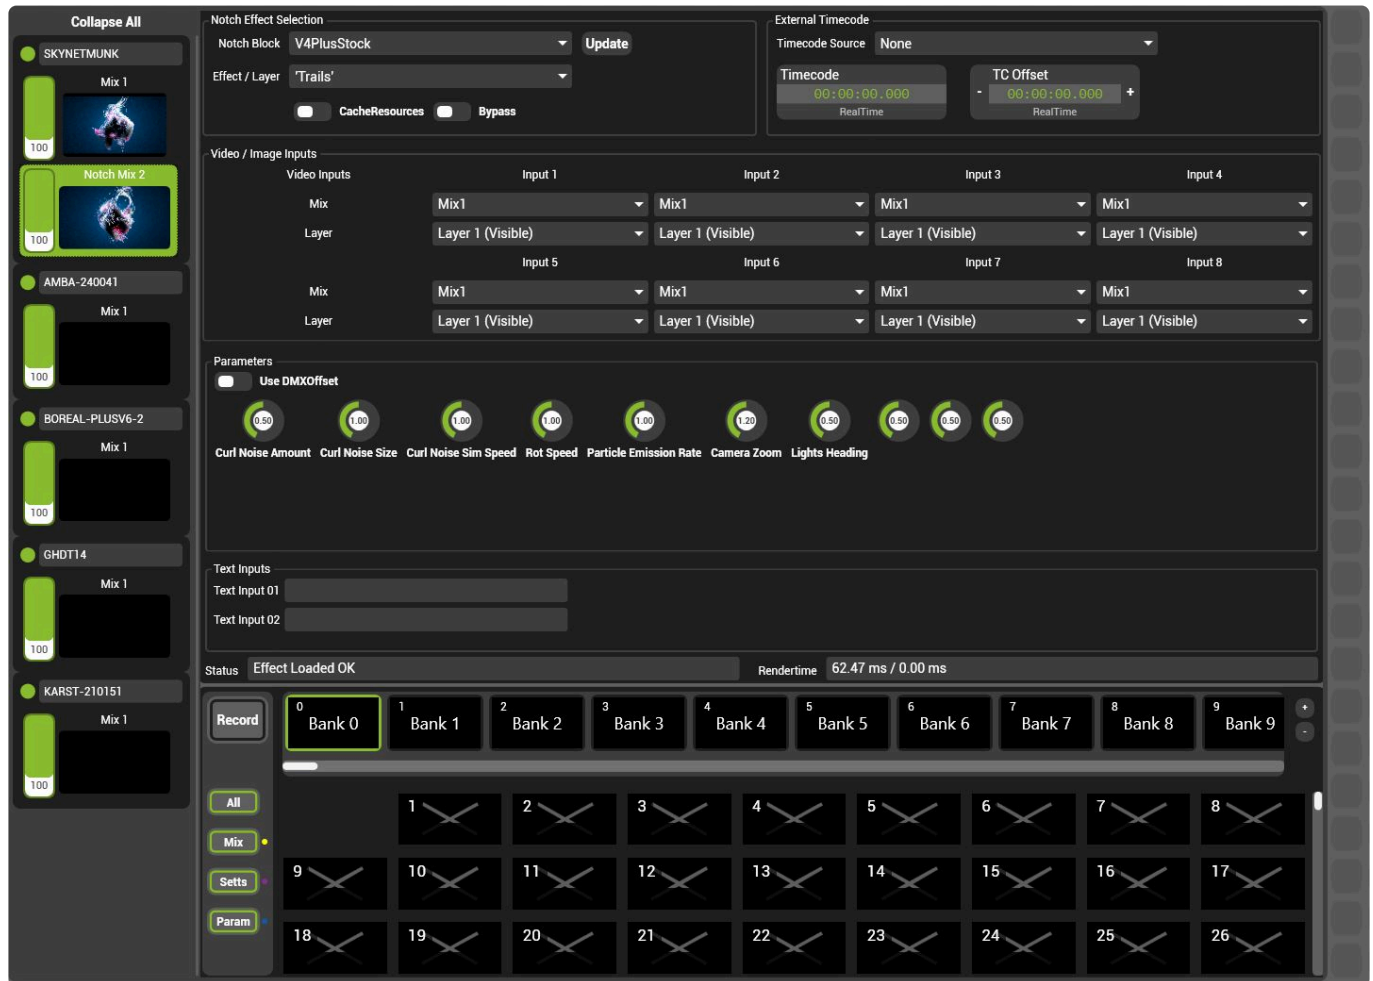 Collapse All
SKYNETMUNK
Mix 1
100
Notch Mix 2
100
AMBA-240041
Mix 1
100
BOREAL-PLUSV6-2
Mix 1
100
GHDT14
Mix 1
100
KARST-210151
Mix 1
100
Notch Effect Selection
Notch Block V4PlusStock Update
Effect / Layer 'Trails'
CacheResources Bypass
External Timecode
Timecode Source None
Timecode TC Offset
00:00:00.000 - 00:00:00.000 +
RealTime RealTime
Video / Image Inputs
Video Inputs Input 1 Input 2 Input 3 Input 4
Mix Mix1 Mix1 Mix1 Mix1
Layer Layer 1 (Visible) Layer 1 (Visible) Layer 1 (Visible) Layer 1 (Visible)
Input 5 Input 6 Input 7 Input 8
Mix Mix1 Mix1 Mix1 Mix1
Layer Layer 1 (Visible) Layer 1 (Visible) Layer 1 (Visible) Layer 1 (Visible)
Parameters
Use DMXOffset
0.50 1.00 1.00 1.00 1.00 1.20 0.50 0.50 0.50 0.50
Curl Noise Amount Curl Noise Size Curl Noise Sim Speed Rot Speed Particle Emission Rate Camera Zoom Lights Heading
Text Inputs
Text Input 01
Text Input 02
Status Effect Loaded OK Rendertime 62.47 ms / 0.00 ms
Record
0 1 2 3 4 5 6 7 8 9 +
Bank 0 Bank 1 Bank 2 Bank 3 Bank 4 Bank 5 Bank 6 Bank 7 Bank 8 Bank 9 -
All 1 2 3 4 5 6 7 8
Mix
Setts 9 10 11 12 13 14 15 16 17
Param
18 19 20 21 22 23 24 25 26